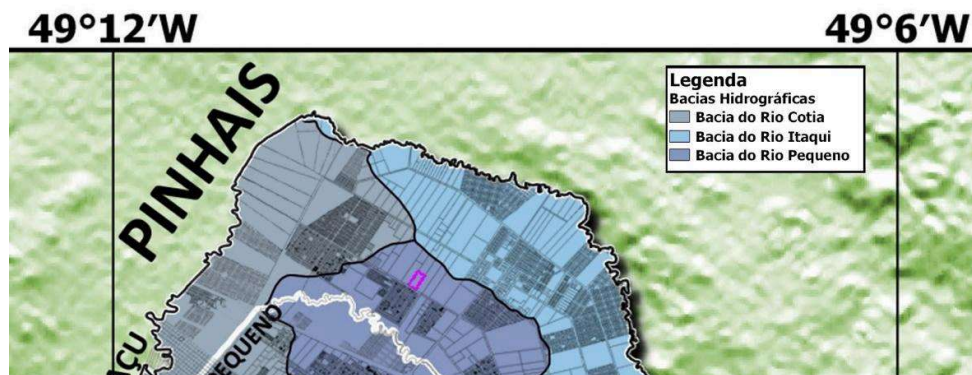 49°12'W
49°6'W
Legenda
Bacias Hidrográficas
Bacia do Rio Cotia
Bacia do Rio Itaqui
Bacia do Rio Pequeno
PINHAIS
PEQUENO
AÇU